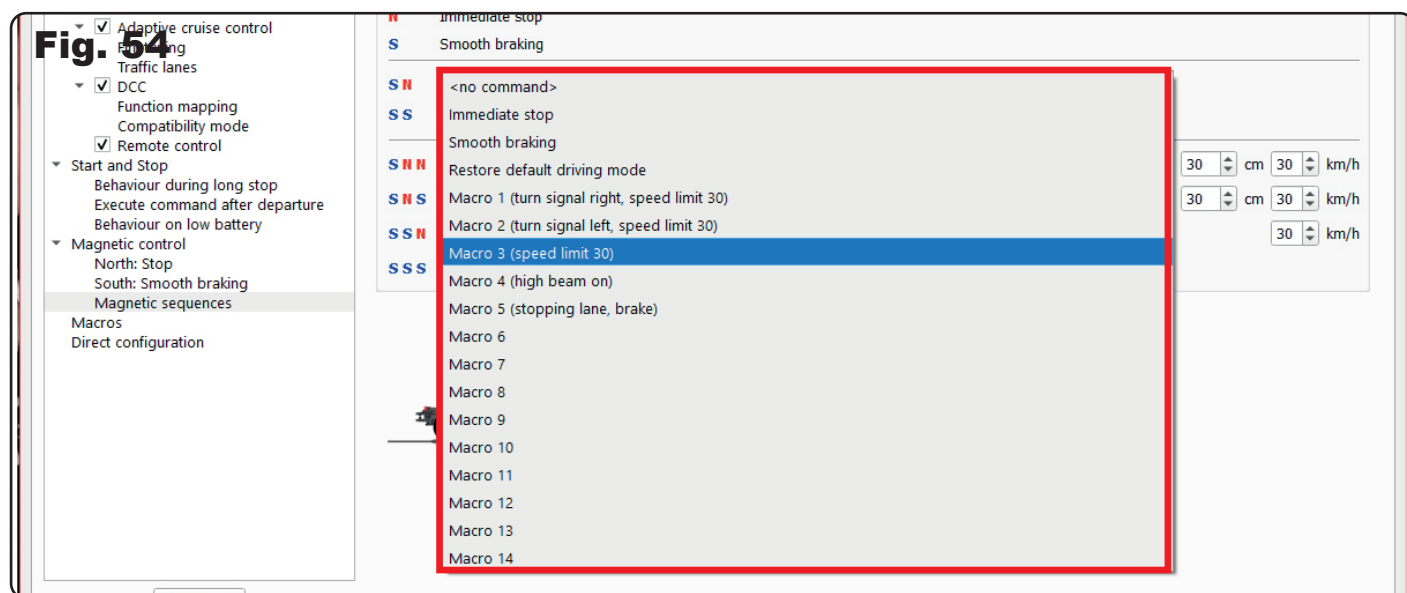 Fig. 54
Adaptive cruise control
Traffic lanes
DCC
Function mapping
Compatibility mode
Remote control
Start and Stop
Behaviour during long stop
Execute command after departure
Behaviour on low battery
Magnetic control
North: Stop
South: Smooth braking
Magnetic sequences
Macros
Direct configuration
N Immediate stop
S Smooth braking
S N
S S
S N N 30 cm 30 km/h
S N S 30 cm 30 km/h
S S N 30 km/h
S S S
<no command>
Immediate stop
Smooth braking
Restore default driving mode
Macro 1 (turn signal right, speed limit 30)
Macro 2 (turn signal left, speed limit 30)
Macro 3 (speed limit 30)
Macro 4 (high beam on)
Macro 5 (stopping lane, brake)
Macro 6
Macro 7
Macro 8
Macro 9
Macro 10
Macro 11
Macro 12
Macro 13
Macro 14